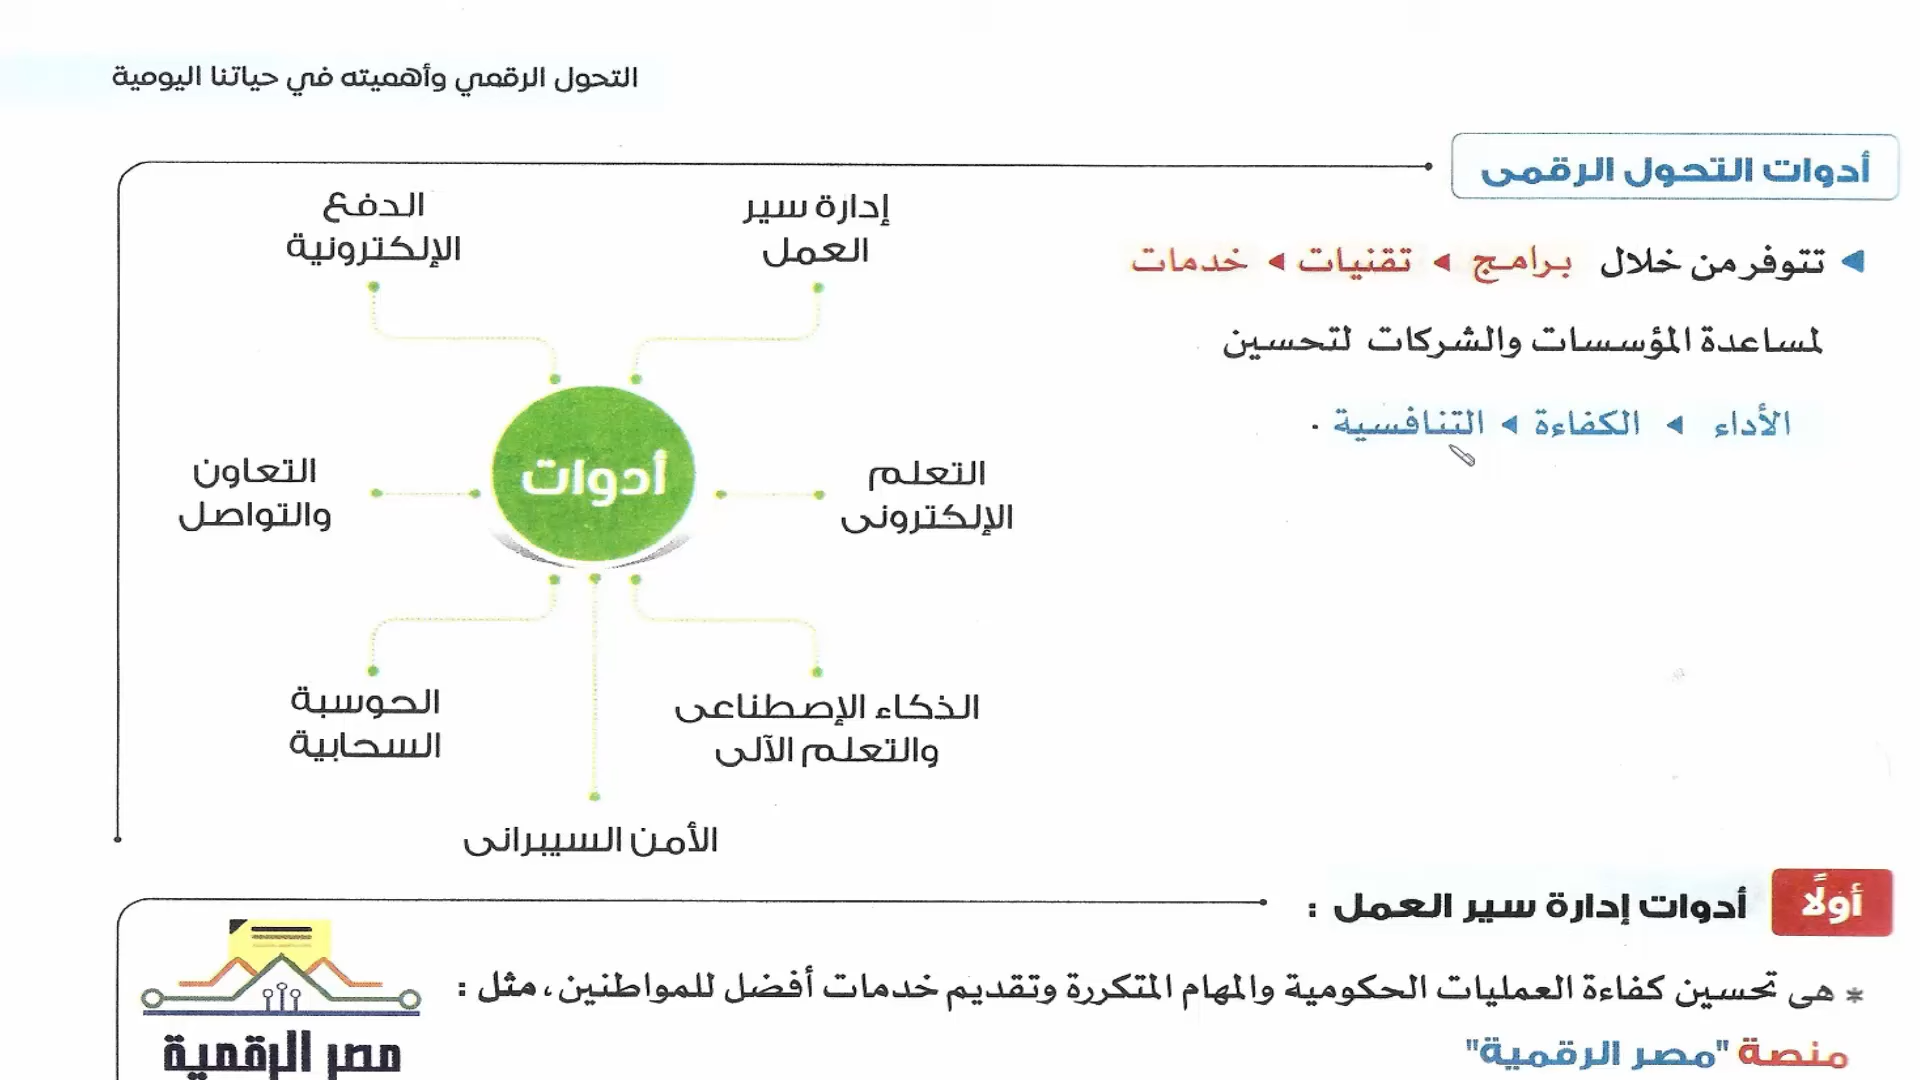 التحول الرقمي وأهميته في حياتنا اليومية
أدوات التحول الرقمى
تتوفر من خلال برامج ◂ تقنيات ◂ خدمات
لمساعدة المؤسسات والشركات لتحسين
الأداء ◂ الكفاءة ◂ التنافسية .
إدارة سير
العمل
الدفع
الإلكترونية
أدوات
التعلم
الإلكترونى
التعاون
والتواصل
الذكاء الإصطناعى
والتعلم الآلى
الحوسبة
السحابية
الأمن السيبرانى
أولًا
أدوات إدارة سير العمل :
* هى تحسين كفاءة العمليات الحكومية والمهام المتكررة وتقديم خدمات أفضل للمواطنين ، مثل :
منصة "مصر الرقمية"
مصر الرقمية